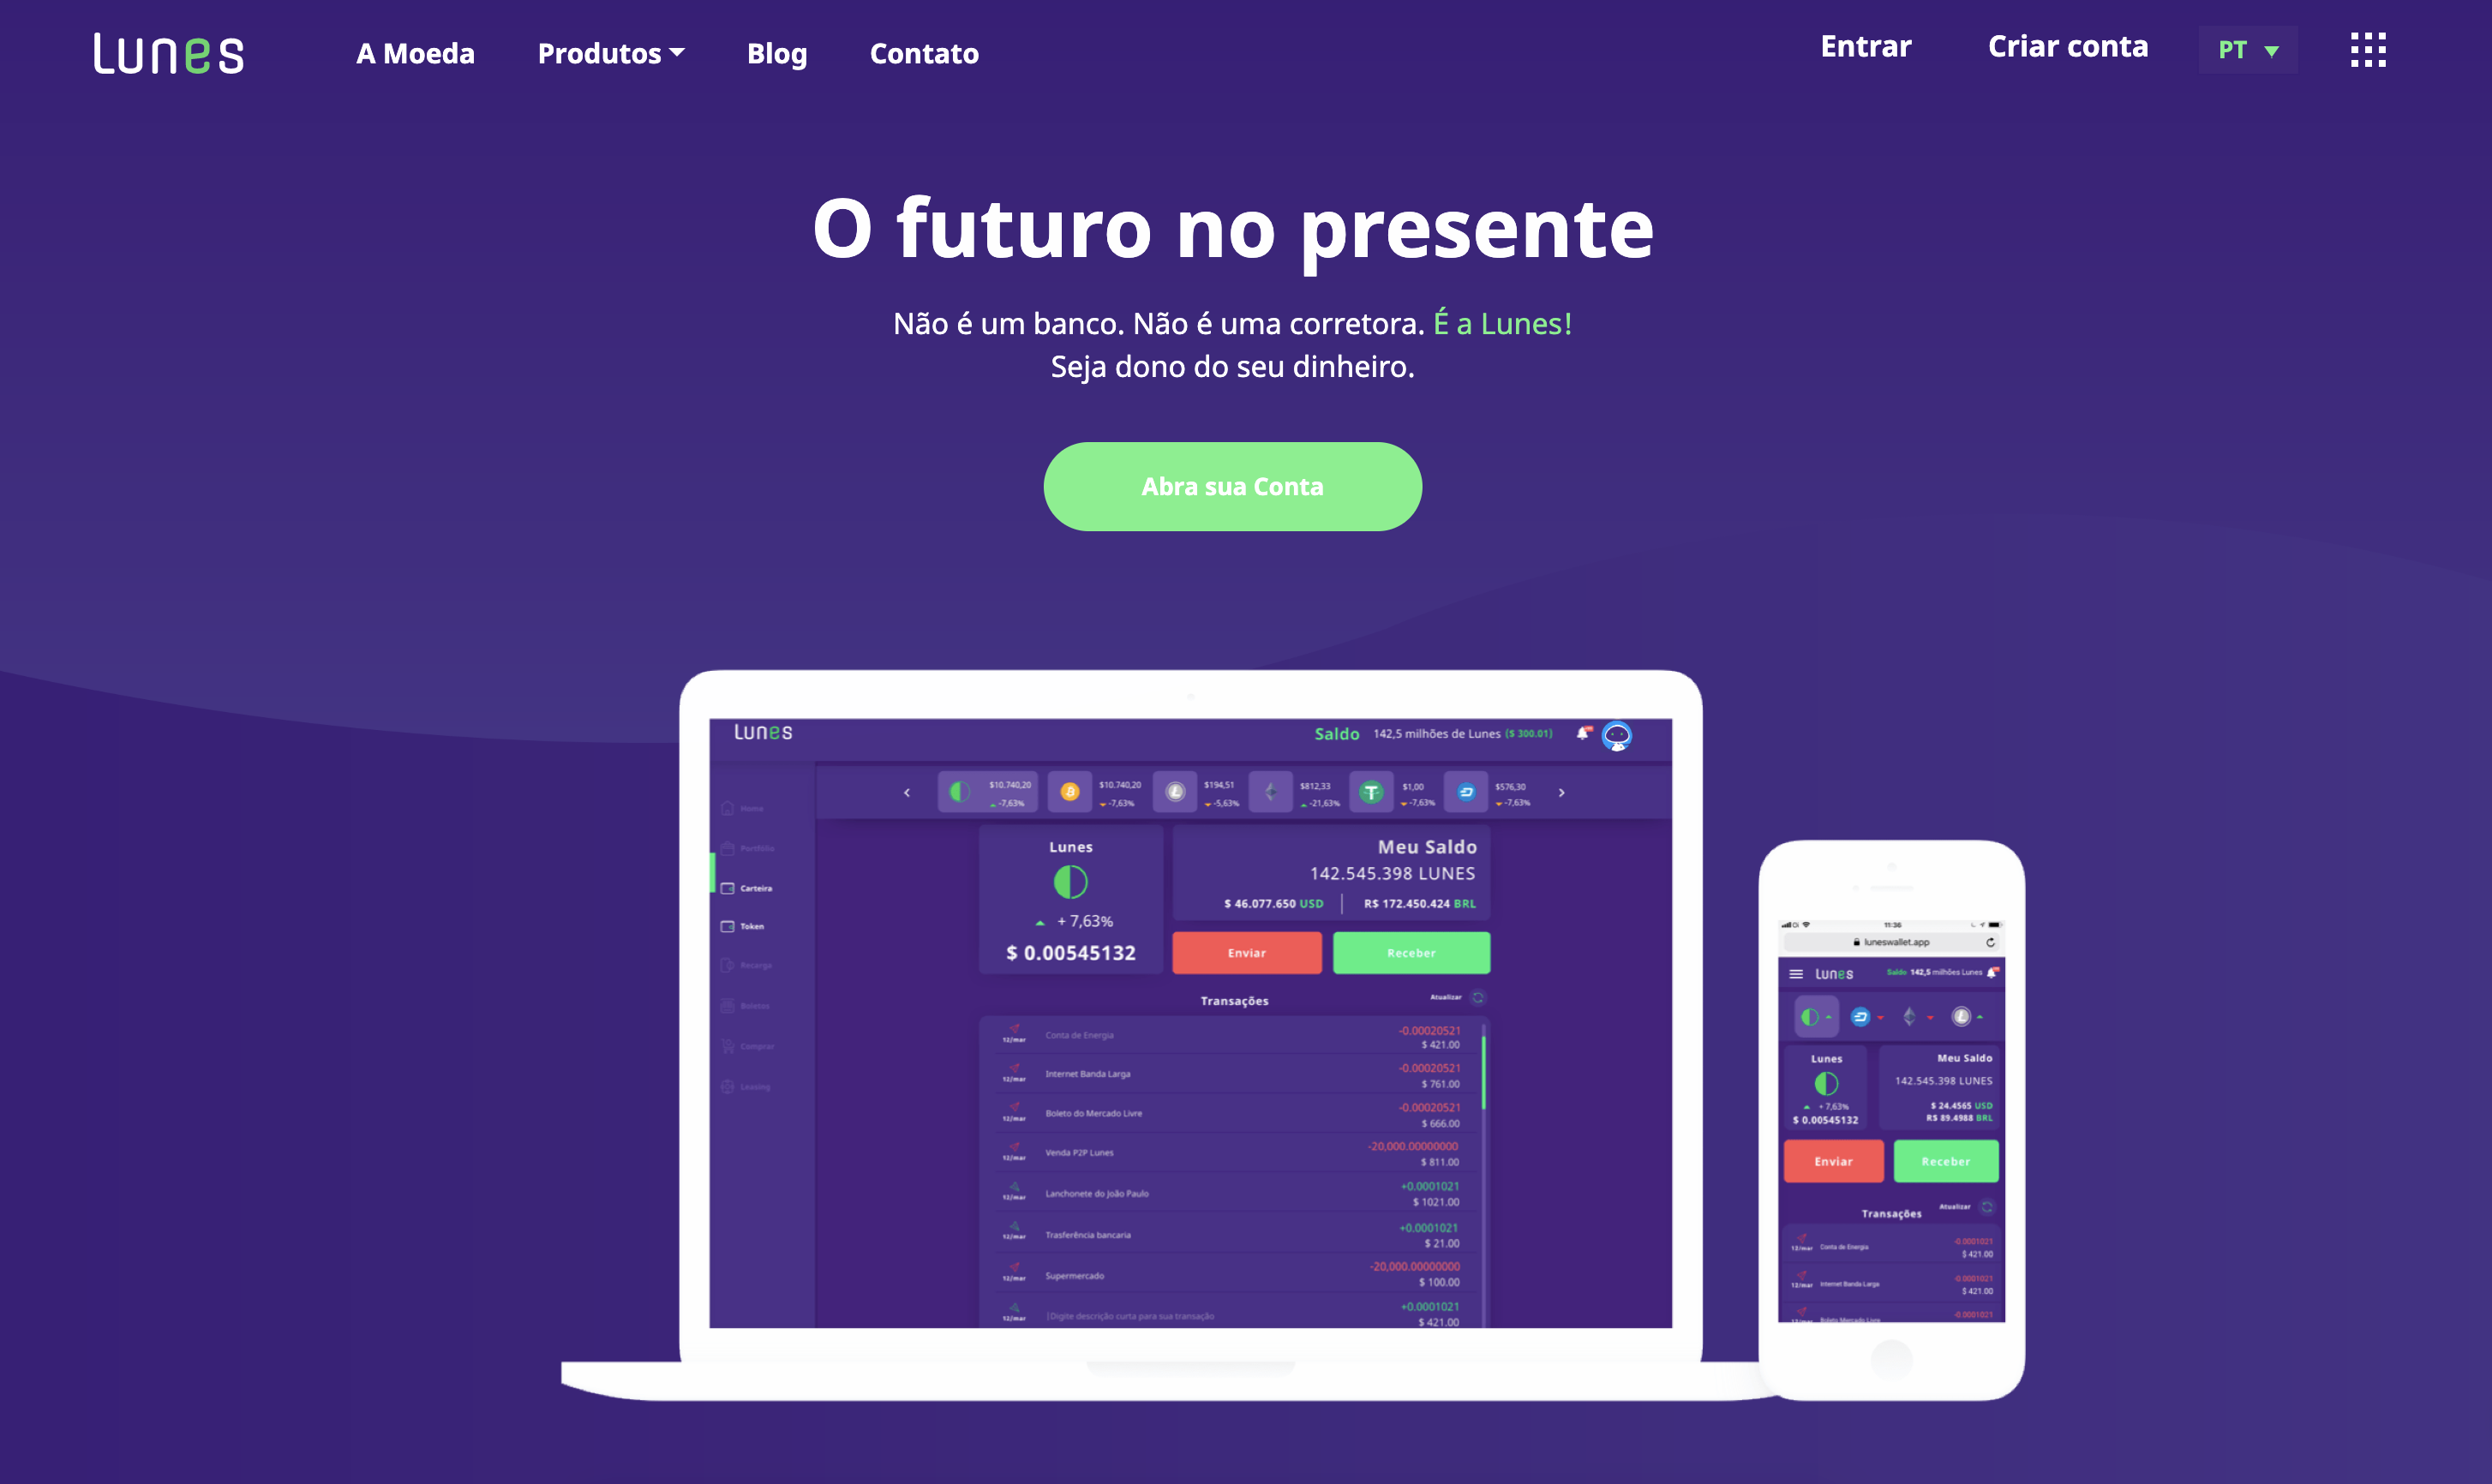 Lunes
A Moeda
Produtos
Blog
Contato
Entrar
Criar conta
PT
O futuro no presente
Não é um banco. Não é uma corretora. É a Lunes!
Seja dono do seu dinheiro.
Abra sua Conta
Lunes
Saldo 142,5 milhões de Lunes ($ 300.01)
$10.740,20
-7,63%
$10.740,20
-7,63%
$194,51
-5,63%
$812,33
-21,63%
$1,00
-7,63%
$576,30
-7,63%
Home
Portfólio
Carteira
Token
Recarga
Boletos
Comprar
Leasing
Lunes
+ 7,63%
$ 0.00545132
Meu Saldo
142.545.398 LUNES
$ 46.077.650 USD
R$ 172.450.424 BRL
Enviar
Receber
Transações
Atualizar
12/mar Conta de Energia -0.00020521
$ 421.00
12/mar Internet Banda Larga -0.00020521
$ 761.00
12/mar Boleto do Mercado Livre -0.00020521
$ 666.00
12/mar Venda P2P Lunes -20,000.00000000
$ 811.00
12/mar Lanchonete do João Paulo +0.0001021
$ 1021.00
12/mar Trasferência bancaria +0.0001021
$ 21.00
12/mar Supermercado -20,000.00000000
$ 100.00
12/mar |Digite descrição curta para sua transação +0.0001021
$ 421.00
Oi
11:36
luneswallet.app
Lunes
Saldo 142,5 milhões Lunes
Lunes
+ 7,63%
$ 0.00545132
Meu Saldo
142.545.398 LUNES
$ 24.4565 USD
R$ 89.4988 BRL
Enviar
Receber
Transações
Atualizar
12/mar Conta de Energia -0.0001021
$ 421.00
12/mar Internet Banda Larga -0.0001021
$ 421.00
12/mar Boleto Mercado Livre -0.0001021